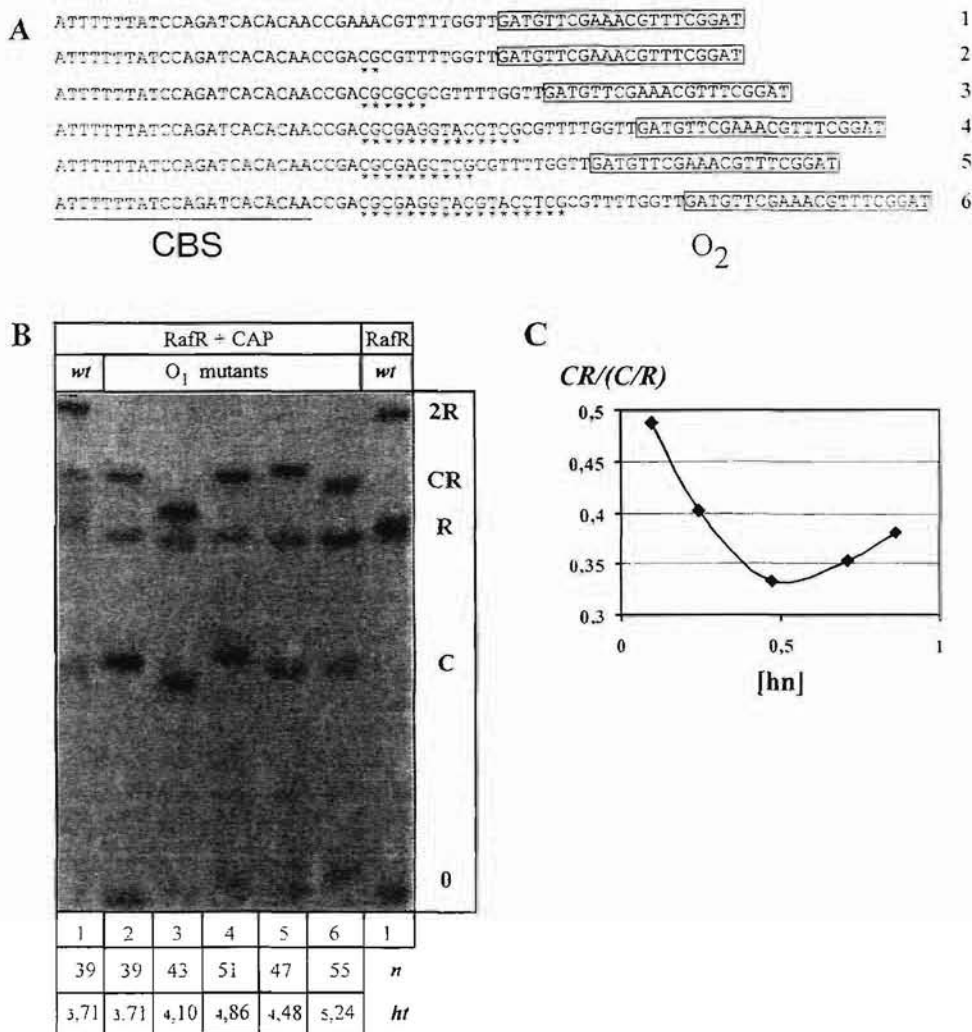 A
ATTTTTTATCCAGATCACACAACCGAAACGTTTTGGTTGATGTTCGAAACGTTTCGGAT 1
ATTTTTTATCCAGATCACACAACCGACGCGTTTTGGTTGATGTTCGAAACGTTTCGGAT 2
**
ATTTTTTATCCAGATCACACAACCGACGCGCGCGTTTTGGTTGATGTTCGAAACGTTTCGGAT 3
******
ATTTTTTATCCAGATCACACAACCGACGCGAGGTACCTCGCGTTTTGGTTGATGTTCGAAACGTTTCGGAT 4
**************
ATTTTTTATCCAGATCACACAACCGACGCGAGCTCGCGTTTTGGTTGATGTTCGAAACGTTTCGGAT 5
**********
ATTTTTTATCCAGATCACACAACCGACGCGAGGTACGTACCTCGCGTTTTGGTTGATGTTCGAAACGTTTCGGAT 6
******************
CBS O2
B
RafR + CAP RafR
wt O1 mutants wt
2R
CR
R
C
0
1 2 3 4 5 6 1
39 39 43 51 47 55 n
3,71 3,71 4,10 4,86 4,48 5,24 ht
C
CR/(C/R)
0,5
0,45
0,4
0,35
0,3
0 0,5 1
[hn]